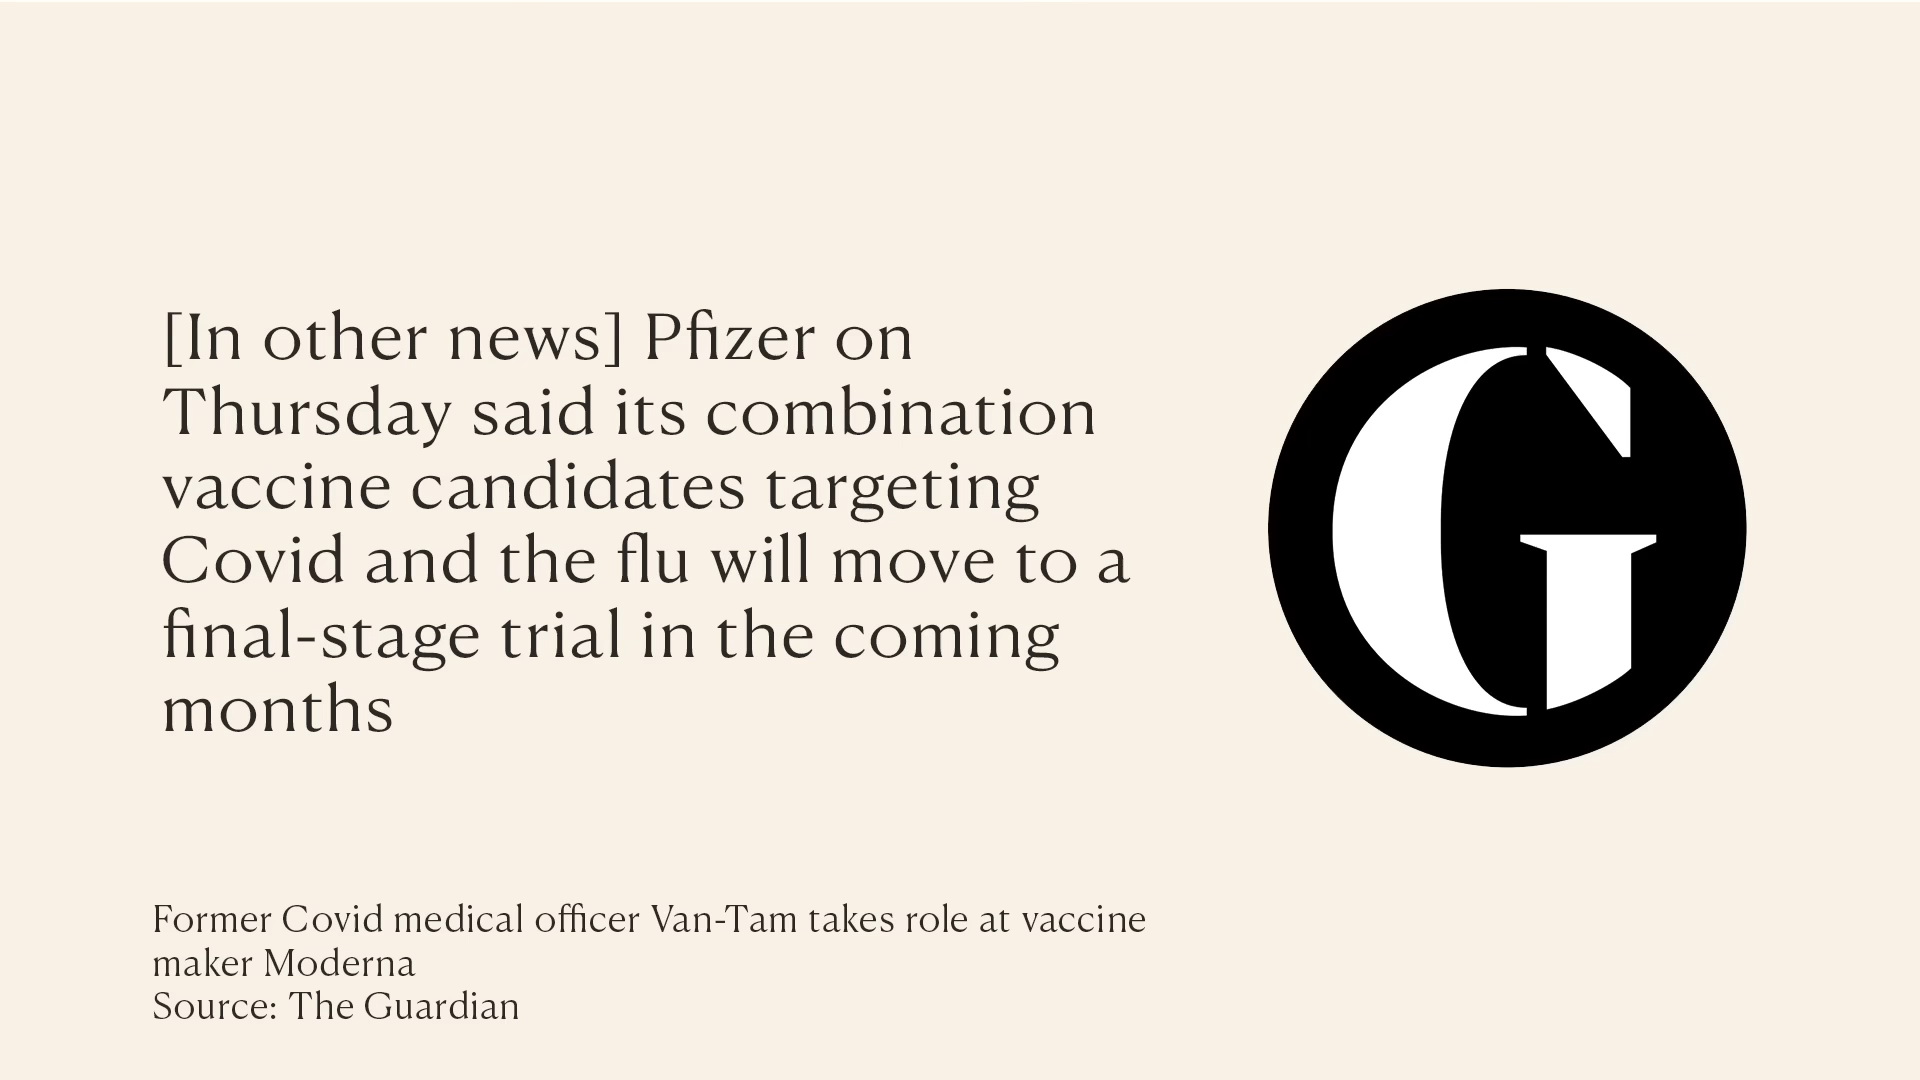 [In other news] Pfizer on
Thursday said its combination
vaccine candidates targeting
Covid and the flu will move to a
final-stage trial in the coming
months
G
Former Covid medical officer Van-Tam takes role at vaccine
maker Moderna
Source: The Guardian